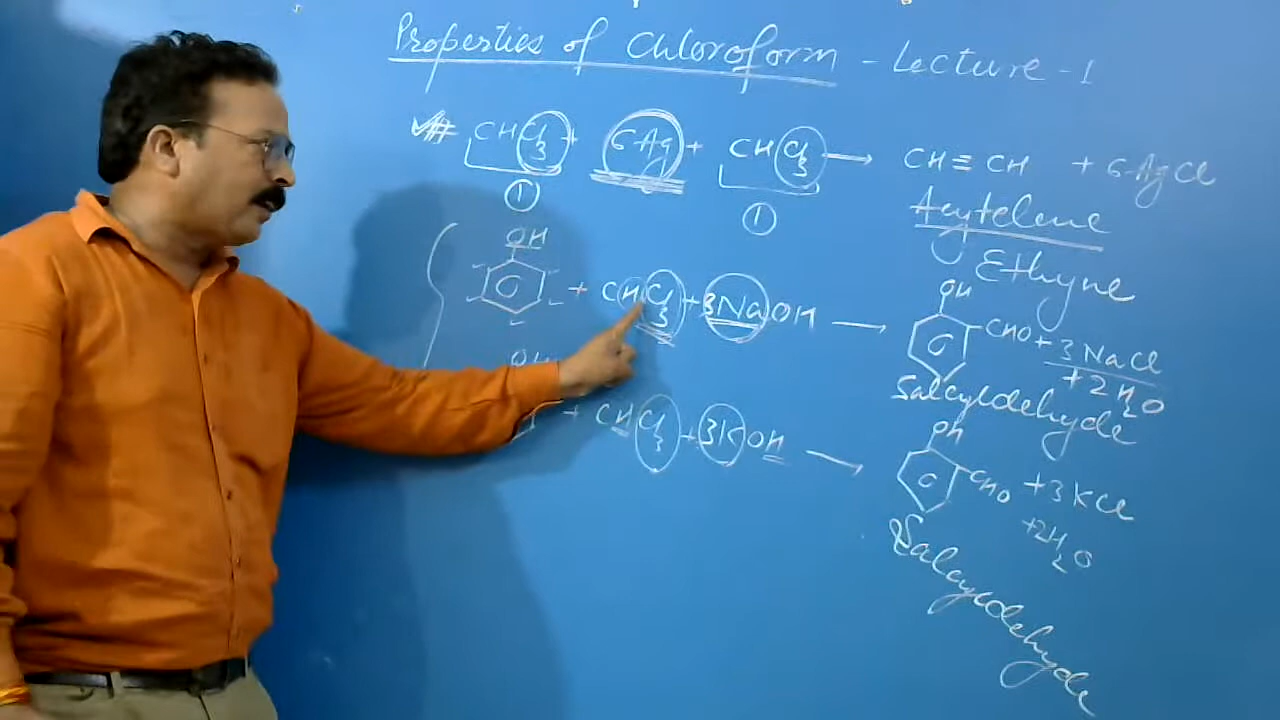 Properties of Chloroform - Lecture - 1
CHCl3 + 6Ag + CHCl3 → CH ≡ CH + 6AgCl
① ① Acytelene
Ethyne
OH
+ CHCl3 + 3NaOH →
OH
CHO + 3NaCl
+ 2H2O
Salcyldehyde
OH
+ CHCl3 + 3KOH →
OH
CHO + 3KCl
+ 2H2O
Salcyldehyde